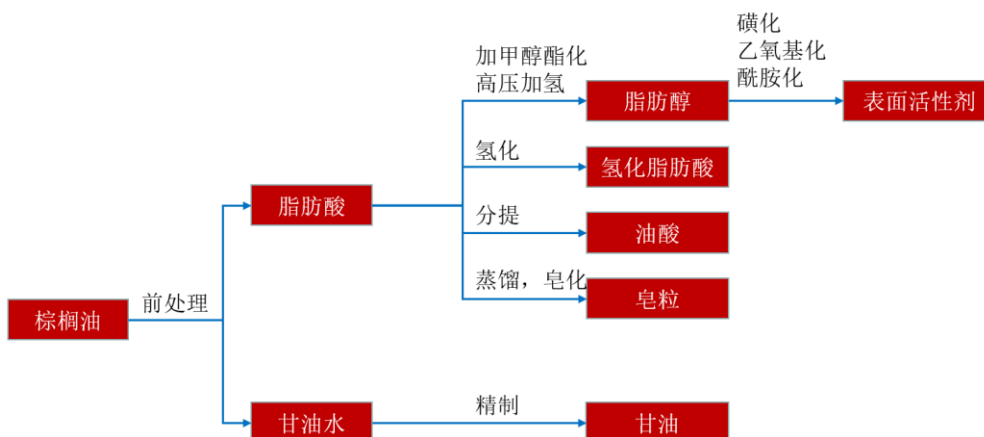 磺化
乙氧基化
酰胺化
加甲醇酯化
高压加氢
脂肪醇
表面活性剂
氢化
氢化脂肪酸
脂肪酸
分提
油酸
蒸馏，皂化
皂粒
前处理
棕榈油
精制
甘油水
甘油